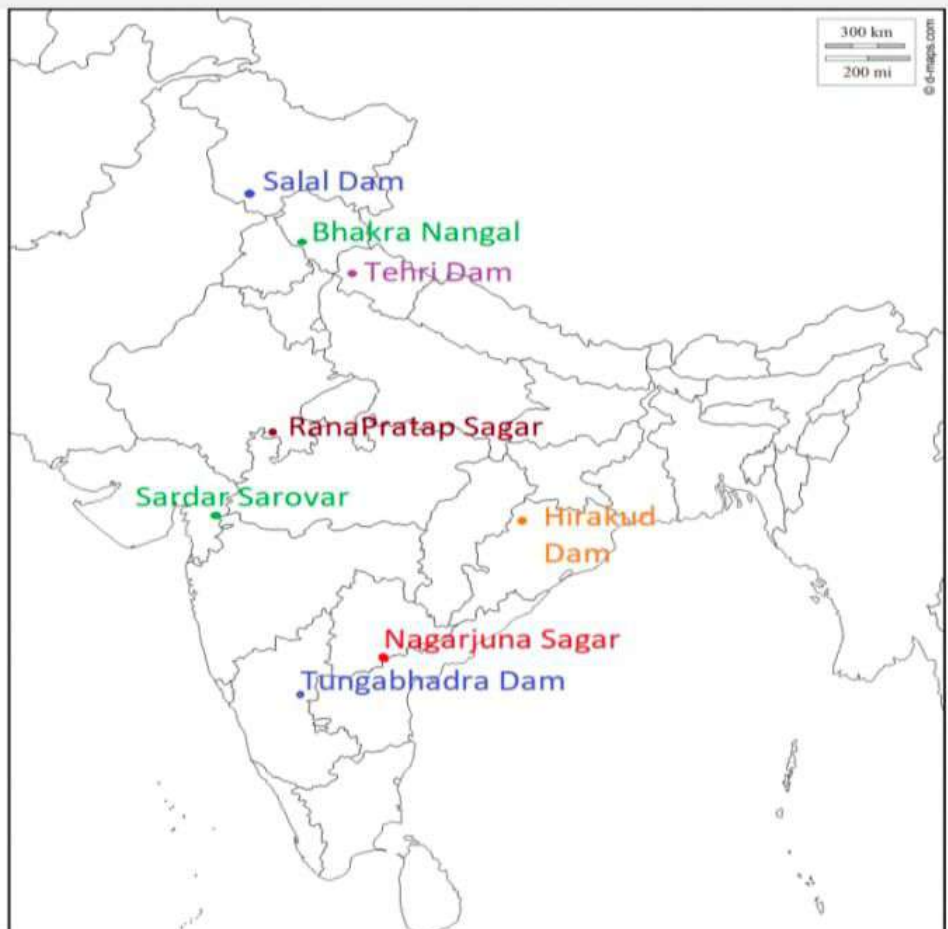 300 km
200 mi
© d-maps.com
Salal Dam
Bhakra Nangal
Tehri Dam
RanaPratap Sagar
Sardar Sarovar
Hirakud
Dam
Nagarjuna Sagar
Tungabhadra Dam